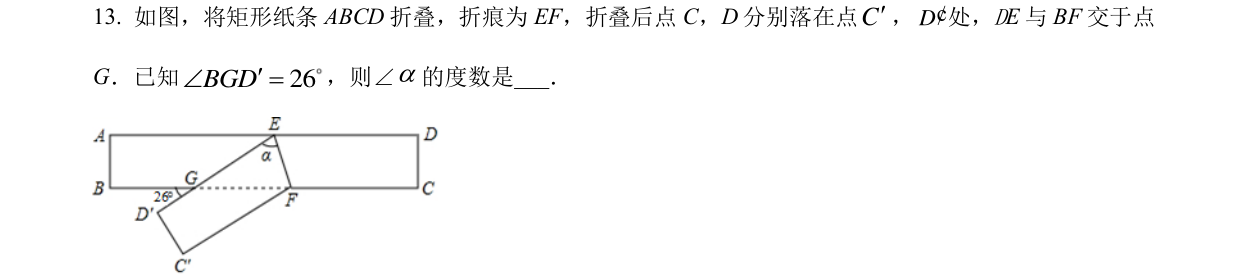 13. 如图，将矩形纸条 ABCD 折叠，折痕为 EF，折叠后点 C，D 分别落在点 C′， D¢处，DE 与 BF 交于点
G．已知∠BGD′ = 26°，则∠α 的度数是___．
A
E
D
α
B
G
26°
F
C
D′
C′